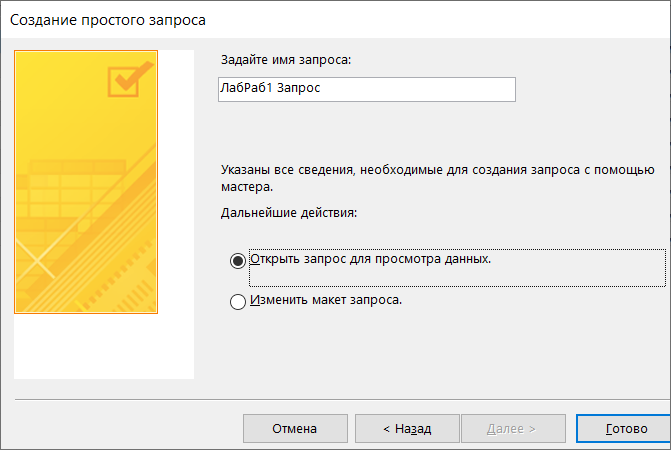 Создание простого запроса
Задайте имя запроса:
ЛабРаб1 Запрос
Указаны все сведения, необходимые для создания запроса с помощью
мастера.
Дальнейшие действия:
Открыть запрос для просмотра данных.
Изменить макет запроса.
Отмена
< Назад
Далее >
Готово